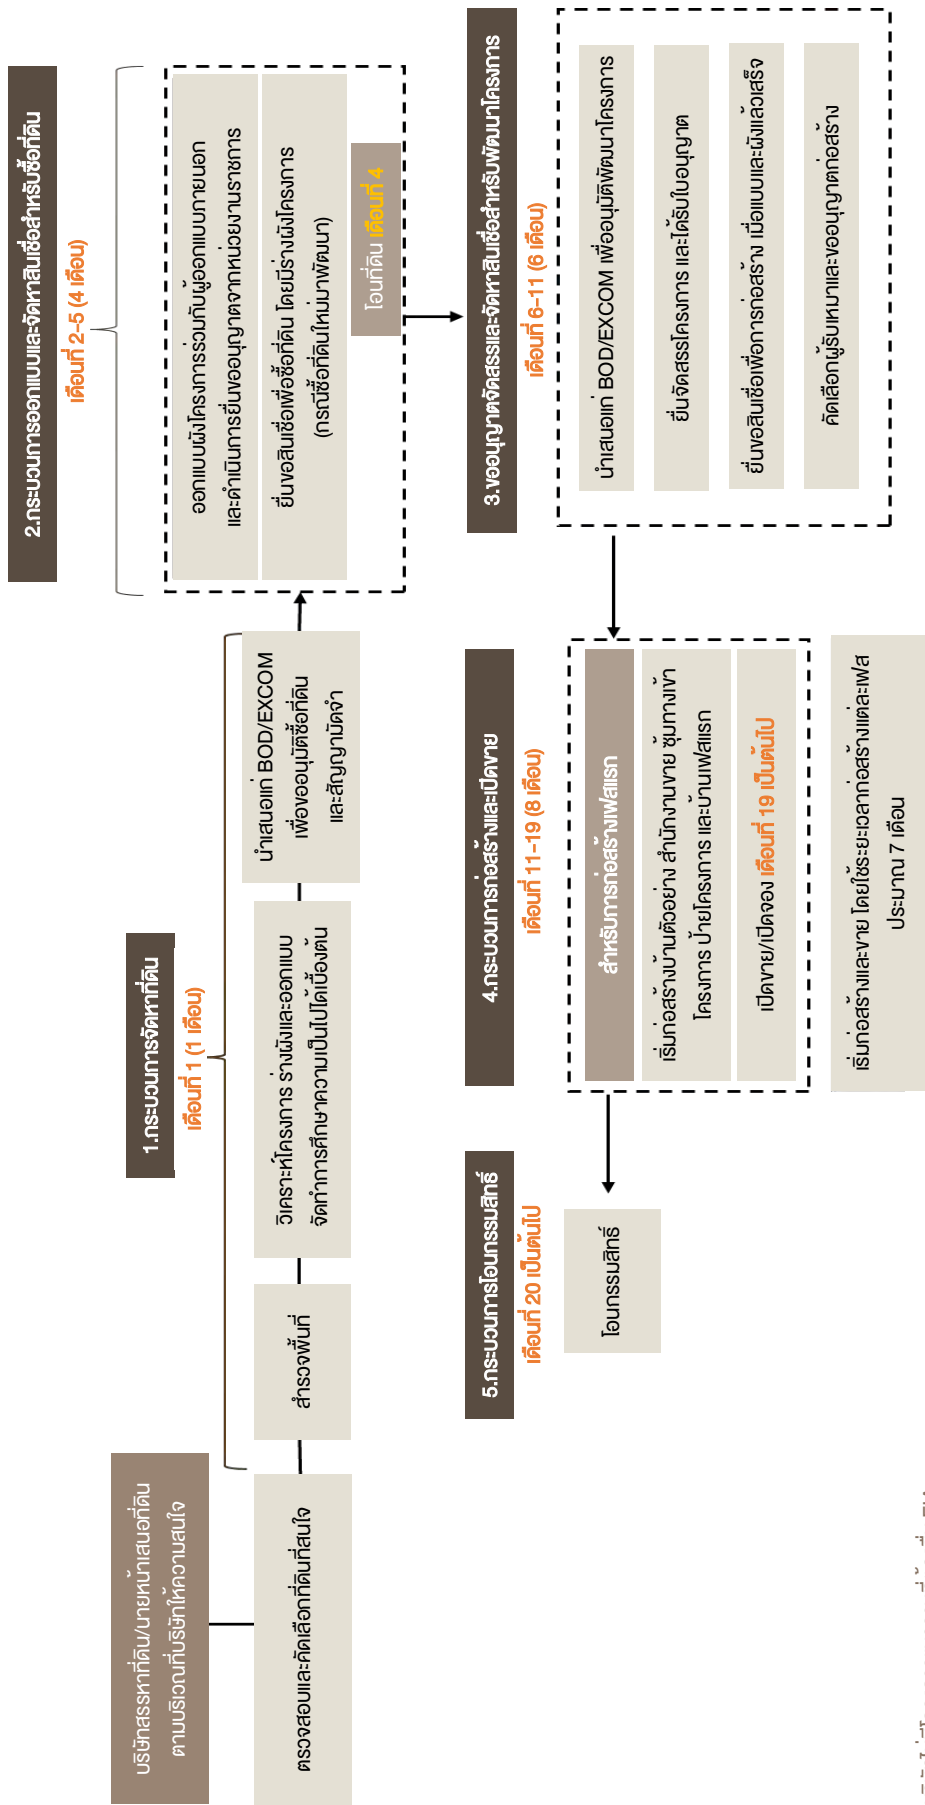 บริษัทสรรหาที่ดิน/นายหน้าเสนอที่ดิน
ตามบริเวณที่บริษัทให้ความสนใจ
ตรวจสอบและคัดเลือกที่ดินที่สนใจ
1.กระบวนการจัดหาที่ดิน
เดือนที่ 1 (1 เดือน)
สำรวจพื้นที่
วิเคราะห์โครงการ ร่างผังและออกแบบ
จัดทำการศึกษาความเป็นไปได้เบื้องต้น
นำเสนอแก่ BOD/EXCOM
เพื่อขออนุมัติซื้อที่ดิน
และสัญญามัดจำ
2.กระบวนการออกแบบและจัดหาสินเชื่อสำหรับซื้อที่ดิน
เดือนที่ 2-5 (4 เดือน)
ออกแบบผังโครงการร่วมกับผู้ออกแบบภายนอก
และดำเนินการยื่นขออนุญาตจากหน่วยงานราชการ
ยื่นขอสินเชื่อเพื่อซื้อที่ดิน โดยมีร่างผังโครงการ
(กรณีซื้อที่ดินใหม่มาพัฒนา)
โอนที่ดิน เดือนที่ 4
3.ขออนุญาตจัดสรรและจัดหาสินเชื่อสำหรับพัฒนาโครงการ
เดือนที่ 6-11 (6 เดือน)
นำเสนอแก่ BOD/EXCOM เพื่ออนุมัติพัฒนาโครงการ
ยื่นจัดสรรโครงการ และได้รับใบอนุญาต
ยื่นขอสินเชื่อเพื่อการก่อสร้าง เมื่อแบบและผังแล้วเสร็จ
คัดเลือกผู้รับเหมาและขออนุญาตก่อสร้าง
4.กระบวนการก่อสร้างและเปิดขาย
เดือนที่ 11-19 (8 เดือน)
สำหรับการก่อสร้างเฟสแรก
เริ่มก่อสร้างบ้านตัวอย่าง สำนักงานขาย ซุ้มทางเข้า
โครงการ ป้ายโครงการ และบ้านเฟสแรก
เปิดขาย/เปิดจอง เดือนที่ 19 เป็นต้นไป
เริ่มก่อสร้างและขาย โดยใช้ระยะเวลาก่อสร้างแต่ละเฟส
ประมาณ 7 เดือน
5.กระบวนการโอนกรรมสิทธิ์
เดือนที่ 20 เป็นต้นไป
โอนกรรมสิทธิ์